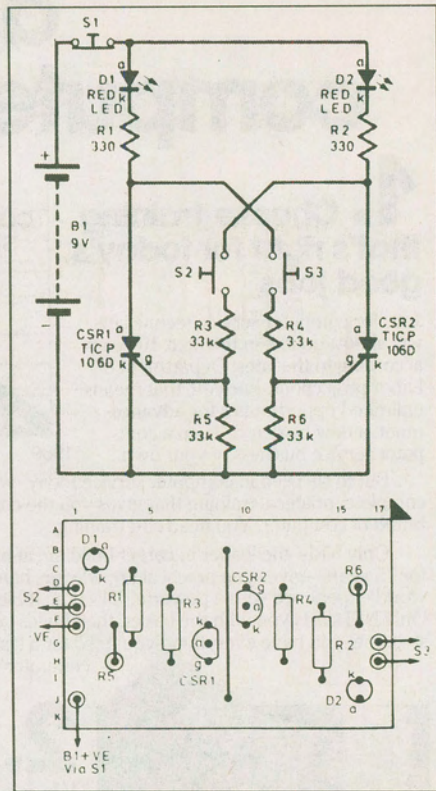 S1
a
D1
RED
LED
k
R1
330
a
D2
RED
LED
k
R2
330
+
B1
9V
-
S2
S3
a
CSR1
TICP
106D
k
g
R3
33k
R4
33k
a
CSR2
TICP
106D
g
k
R5
33k
R6
33k
1
5
10
15
17
A
B
C
D
E
F
G
H
I
J
K
D1
a
k
S2
-VE
R1
R3
R5
k
a
g
CSR1
CSR2
g
a
k
R4
R2
R6
S3
k
D2
a
B1+VE
Via S1